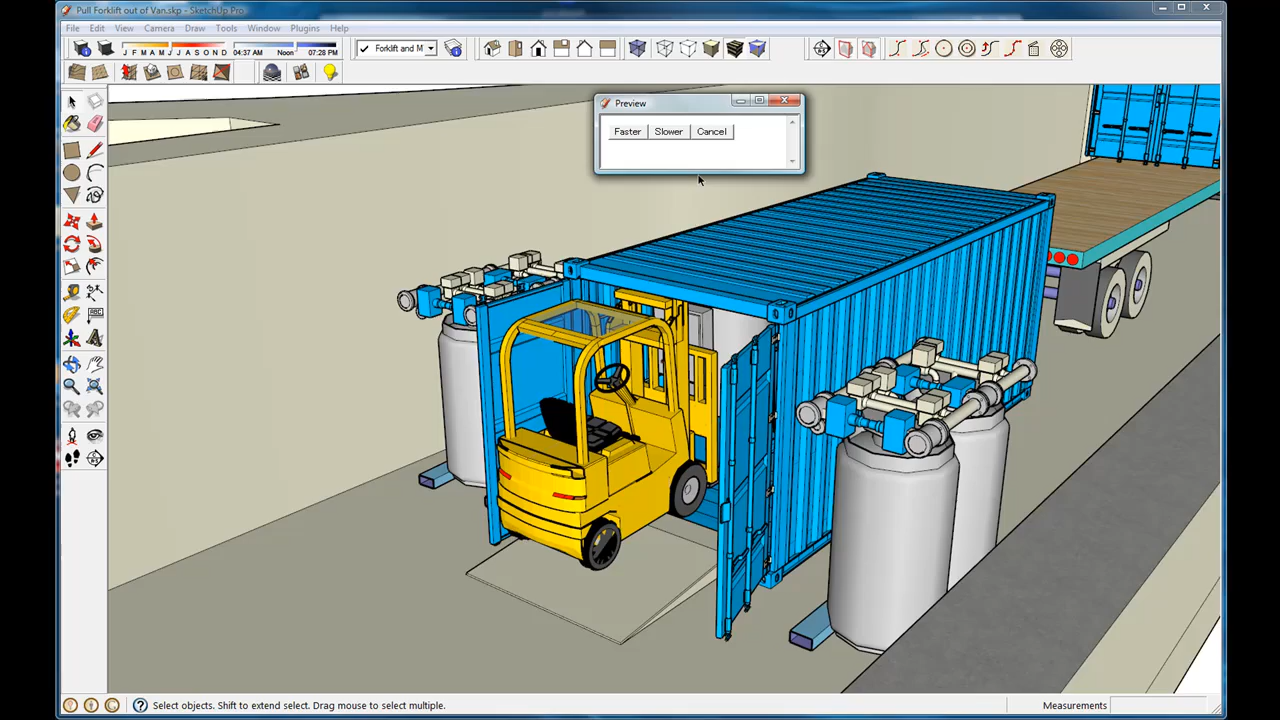 Pull Forklift out of Van.skp - SketchUp Pro
File Edit View Camera Draw Tools Window Plugins Help
J F M A M J J A S O N D 04:37 AM Noon 07:28 PM
Forklift and M
Preview
Faster Slower Cancel
ABC
Select objects. Shift to extend select. Drag mouse to select multiple.
Measurements